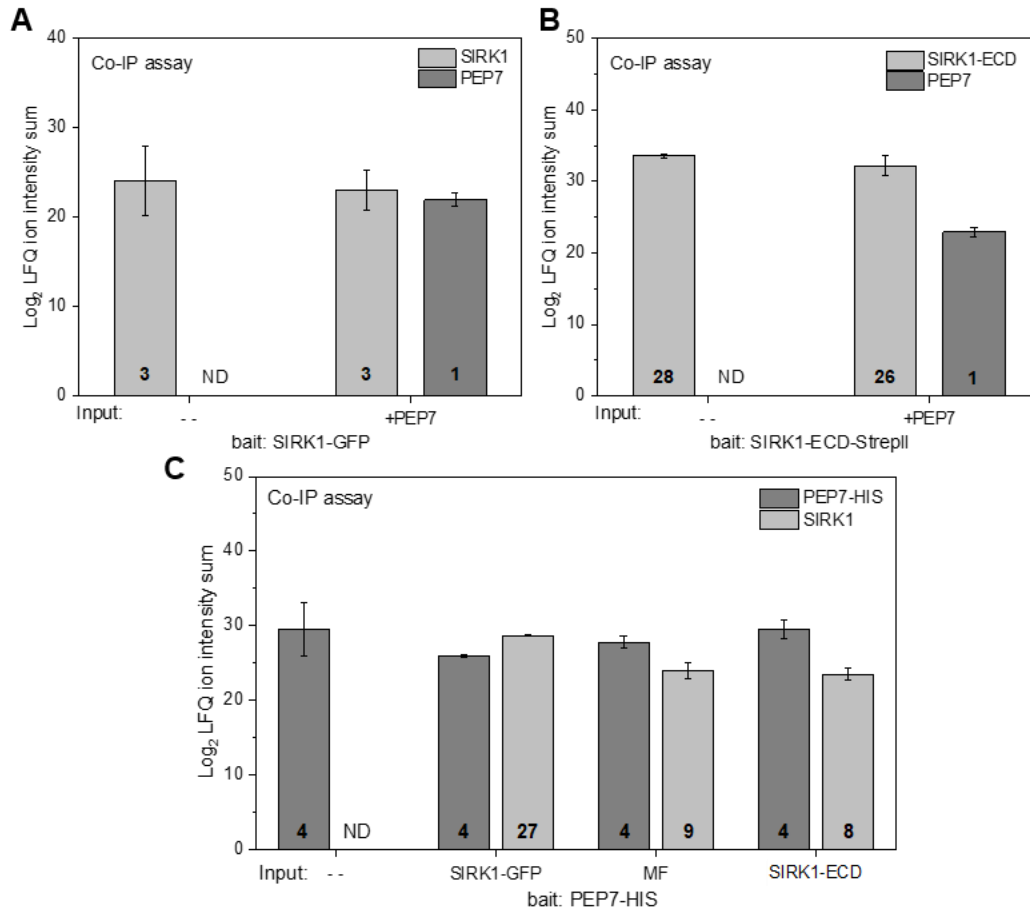 A
Co-IP assay
SIRK1
PEP7
Log2 LFQ ion intensity sum
50
40
30
20
10
0
3
ND
3
1
Input:
- -
+PEP7
bait: SIRK1-GFP
B
Co-IP assay
SIRK1-ECD
PEP7
Log2 LFQ ion intensity sum
50
40
30
20
10
0
28
ND
26
1
Input:
- -
+PEP7
bait: SIRK1-ECD-StrepII
C
Co-IP assay
PEP7-HIS
SIRK1
Log2 LFQ ion intensity sum
50
40
30
20
10
0
4
ND
4
27
4
9
4
8
Input:
- -
SIRK1-GFP
MF
SIRK1-ECD
bait: PEP7-HIS